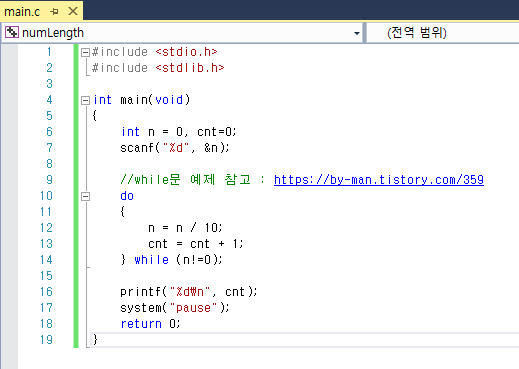 main.c
numLength (전역 범위)
1 #include <stdio.h>
2 #include <stdlib.h>
3
4 int main(void)
5 {
6 int n = 0, cnt=0;
7 scanf("%d", &n);
8
9 //while문 예제 참고 : https://by-man.tistory.com/359
10 do
11 {
12 n = n / 10;
13 cnt = cnt + 1;
14 } while (n!=0);
15
16 printf("%d₩n", cnt);
17 system("pause");
18 return 0;
19 }